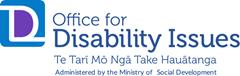 Office for
Disability Issues
Te Tari Mō Ngā Take Hauātanga
Administered by the Ministry of Social Development